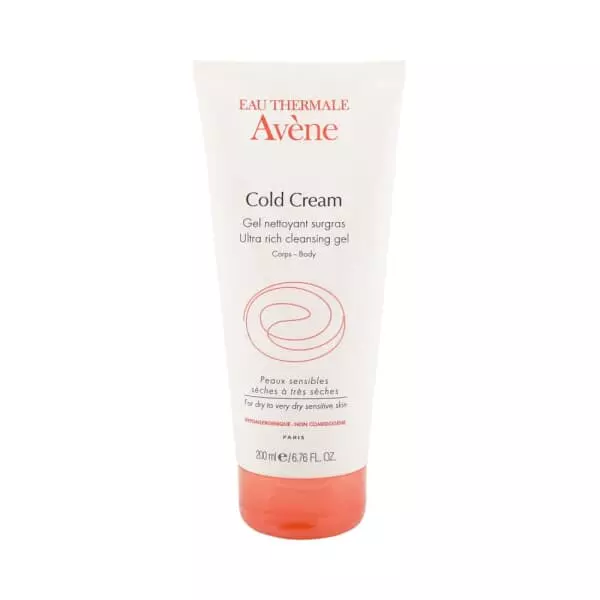 EAU THERMALE
Avène
Cold Cream
Gel nettoyant surgras
Ultra rich cleansing gel
Corps - Body
Peaux sensibles
sèches à très sèches
For dry to very dry sensitive skin
HYPOALLERGÉNIQUE - NON COMÉDOGÈNE
PARIS
200 ml e/6.76 FL. OZ.